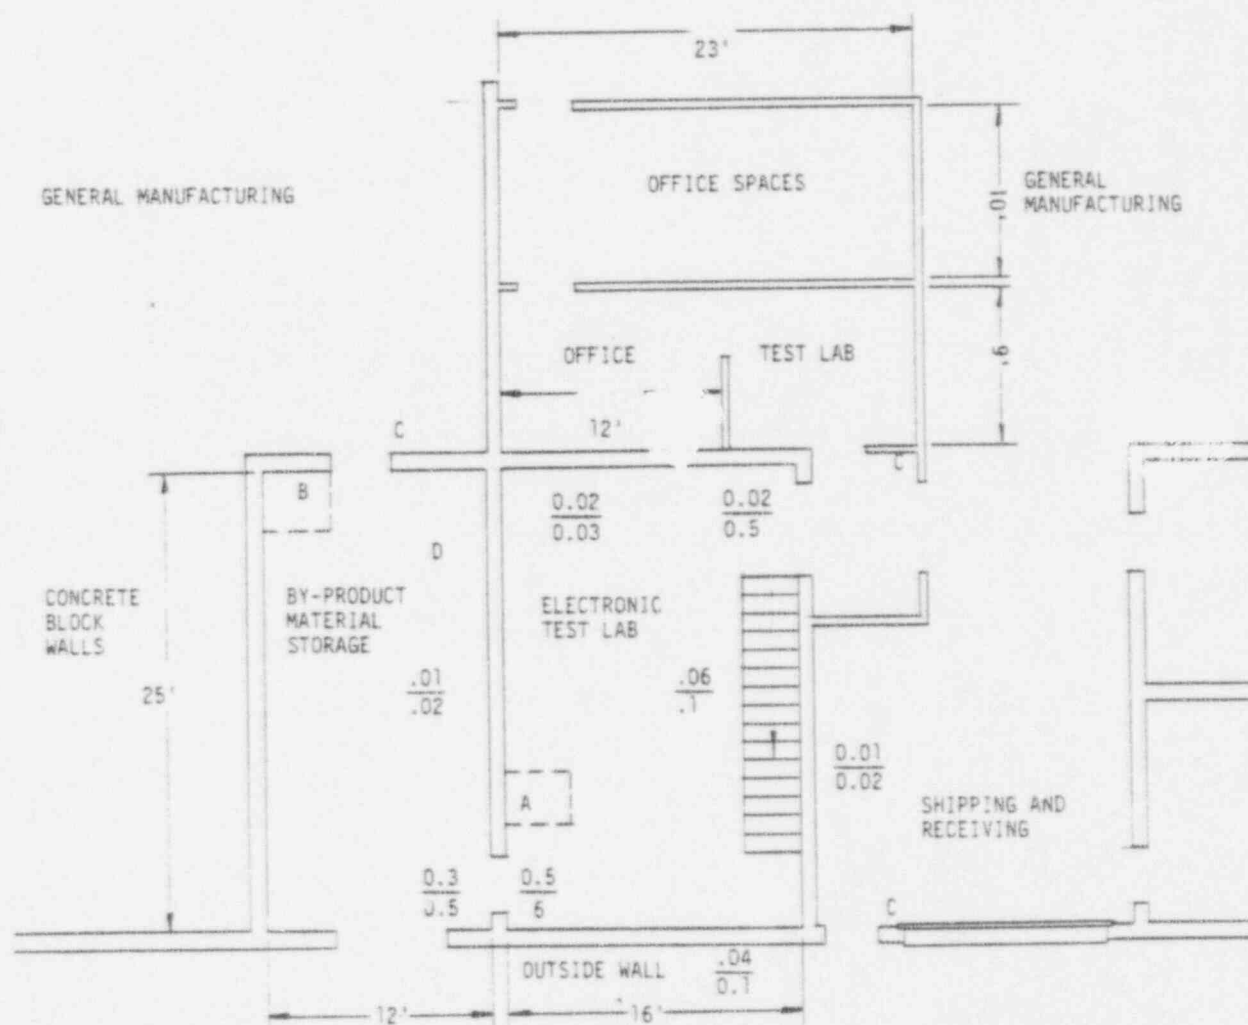 23'
GENERAL MANUFACTURING
OFFICE SPACES
10'
GENERAL
MANUFACTURING
OFFICE
TEST LAB
9'
12'
C
C
B
0.02
0.03
0.02
0.5
D
CONCRETE
BLOCK
WALLS
BY-PRODUCT
MATERIAL
STORAGE
ELECTRONIC
TEST LAB
25'
.01
.02
.06
.1
0.01
0.02
A
SHIPPING AND
RECEIVING
0.3
0.5
0.5
6
C
OUTSIDE WALL
.04
0.1
12'
16'